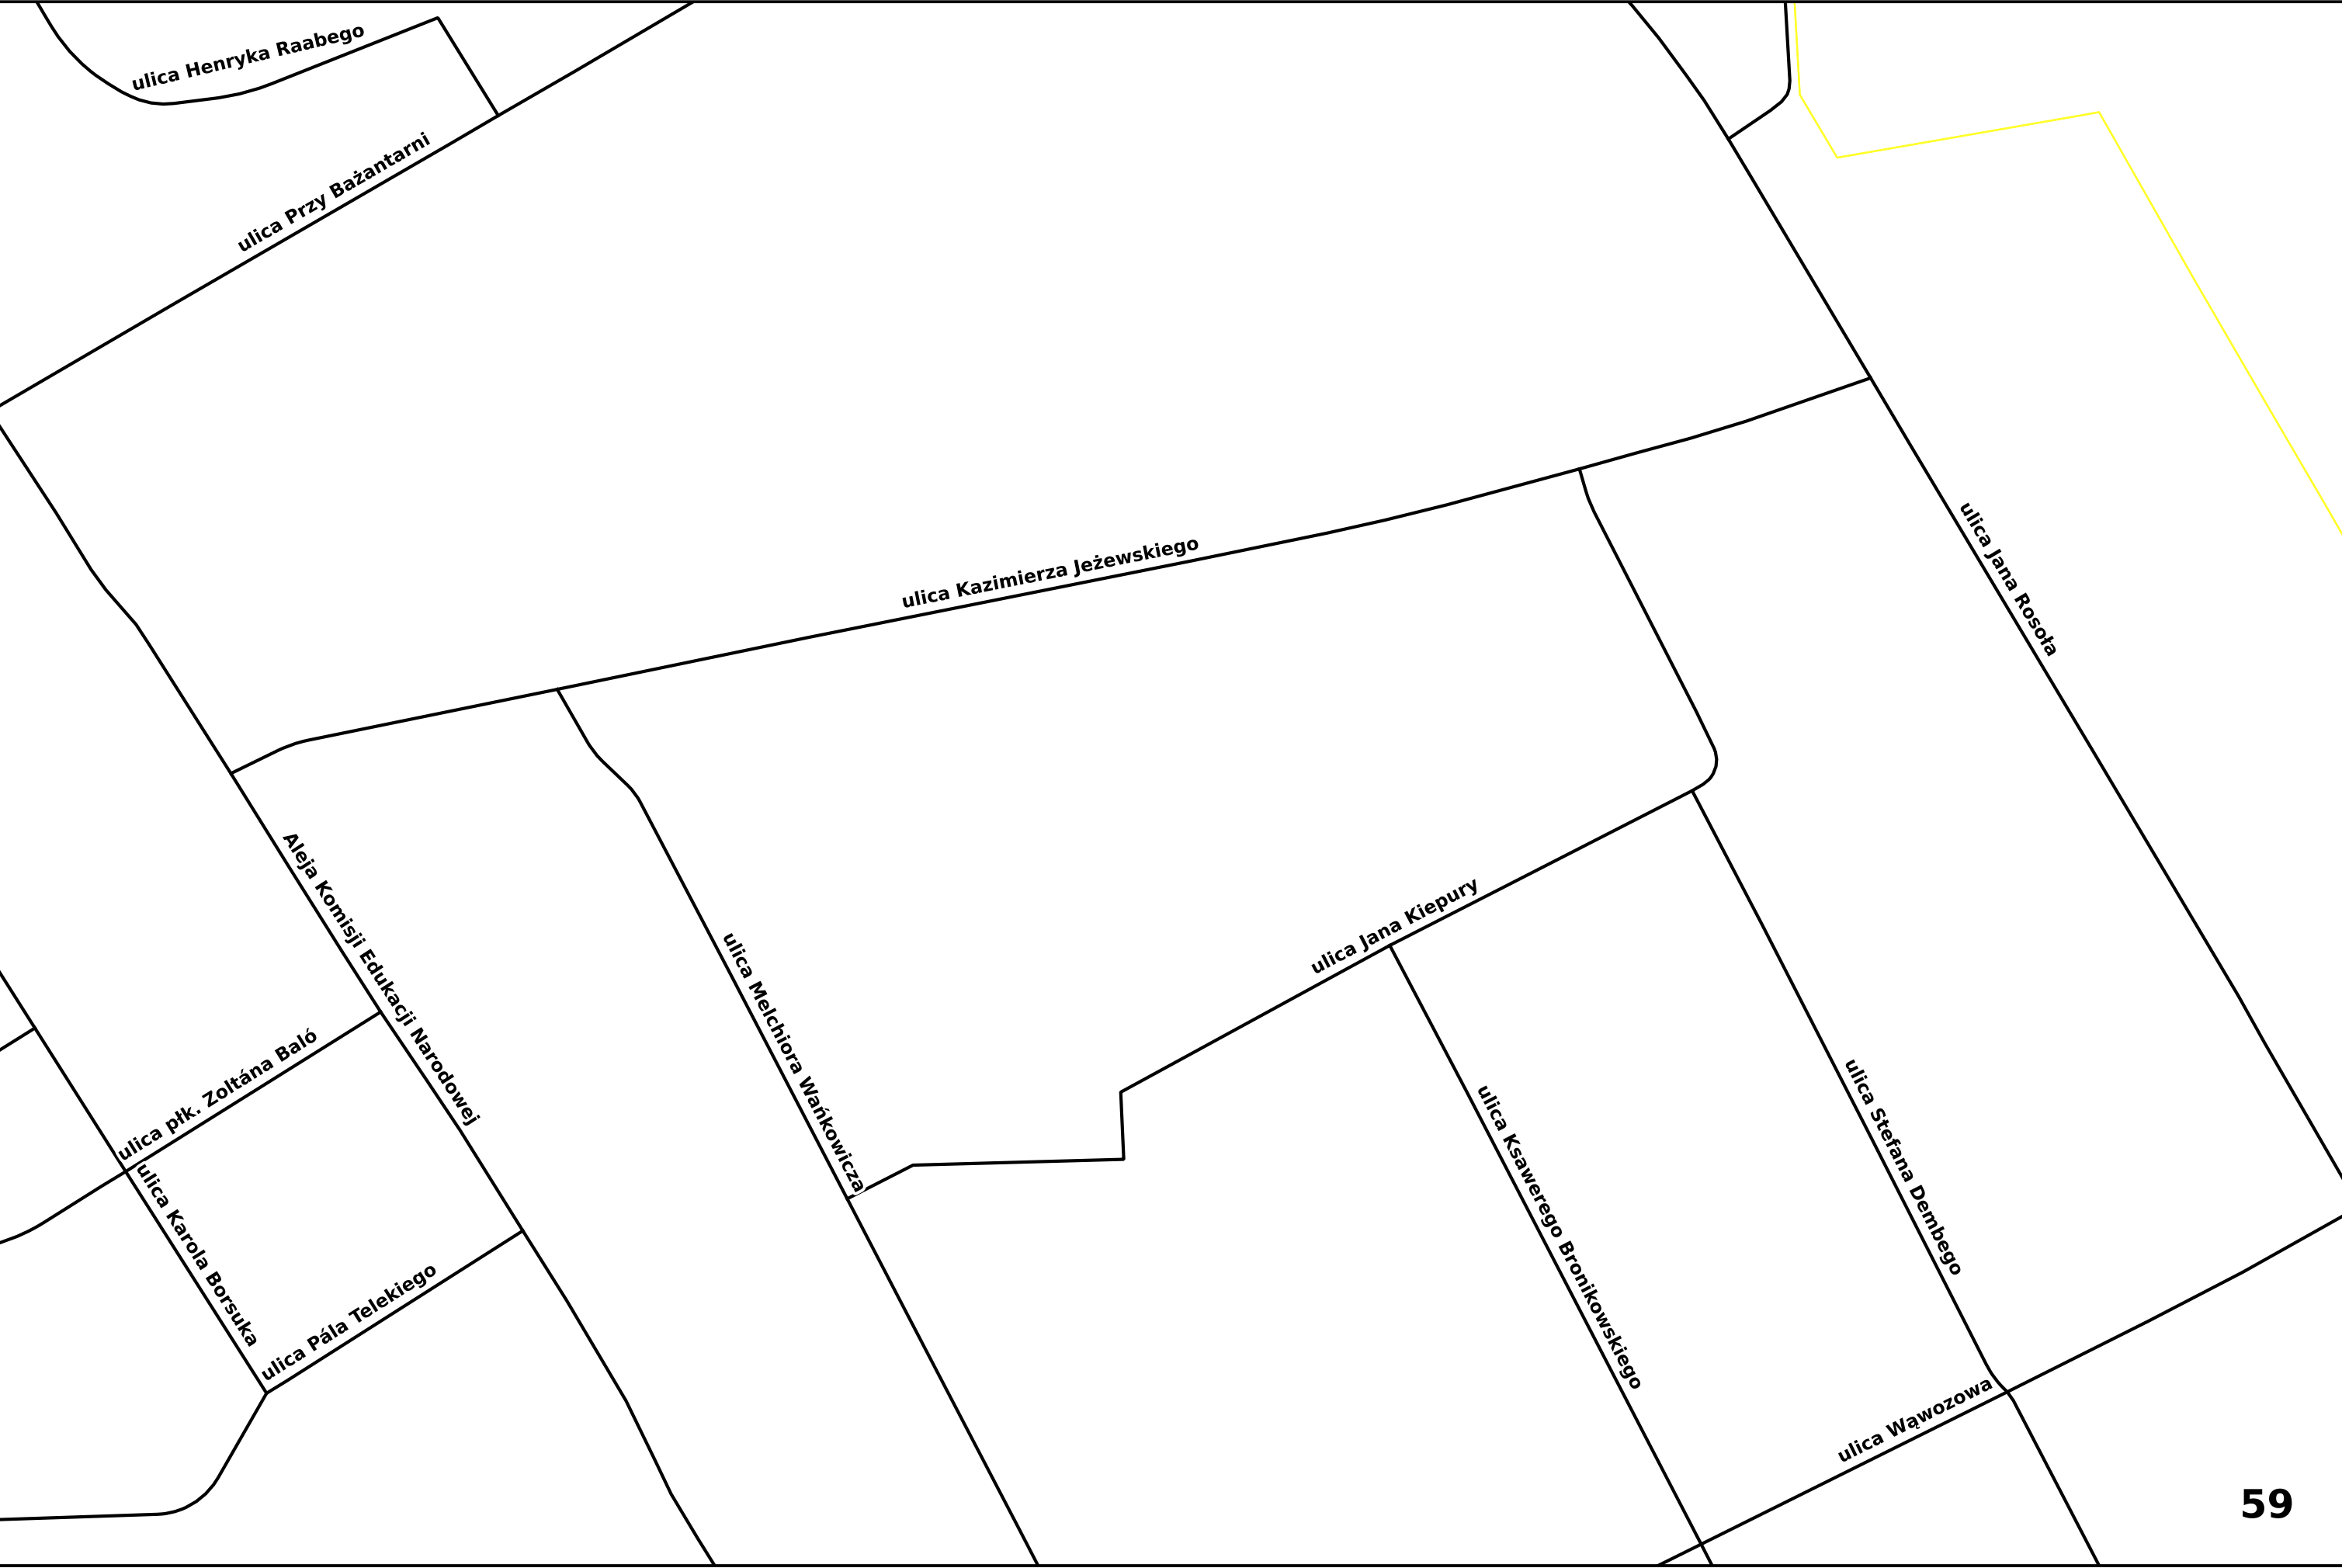 ulica Henryka Raabego
ulica Przy Bażantarni
ulica Jana Rosoła
ulica Kazimierza Jeżewskiego
Aleja Komisji Edukacji Narodowej
ulica Jana Kiepury
ulica Melchiora Wańkowicza
ulica płk. Zoltána Baló
ulica Stefana Dembego
ulica Ksawerego Bronikowskiego
ulica Karola Borsuka
ulica Pála Telekiego
ulica Wąwozowa
59